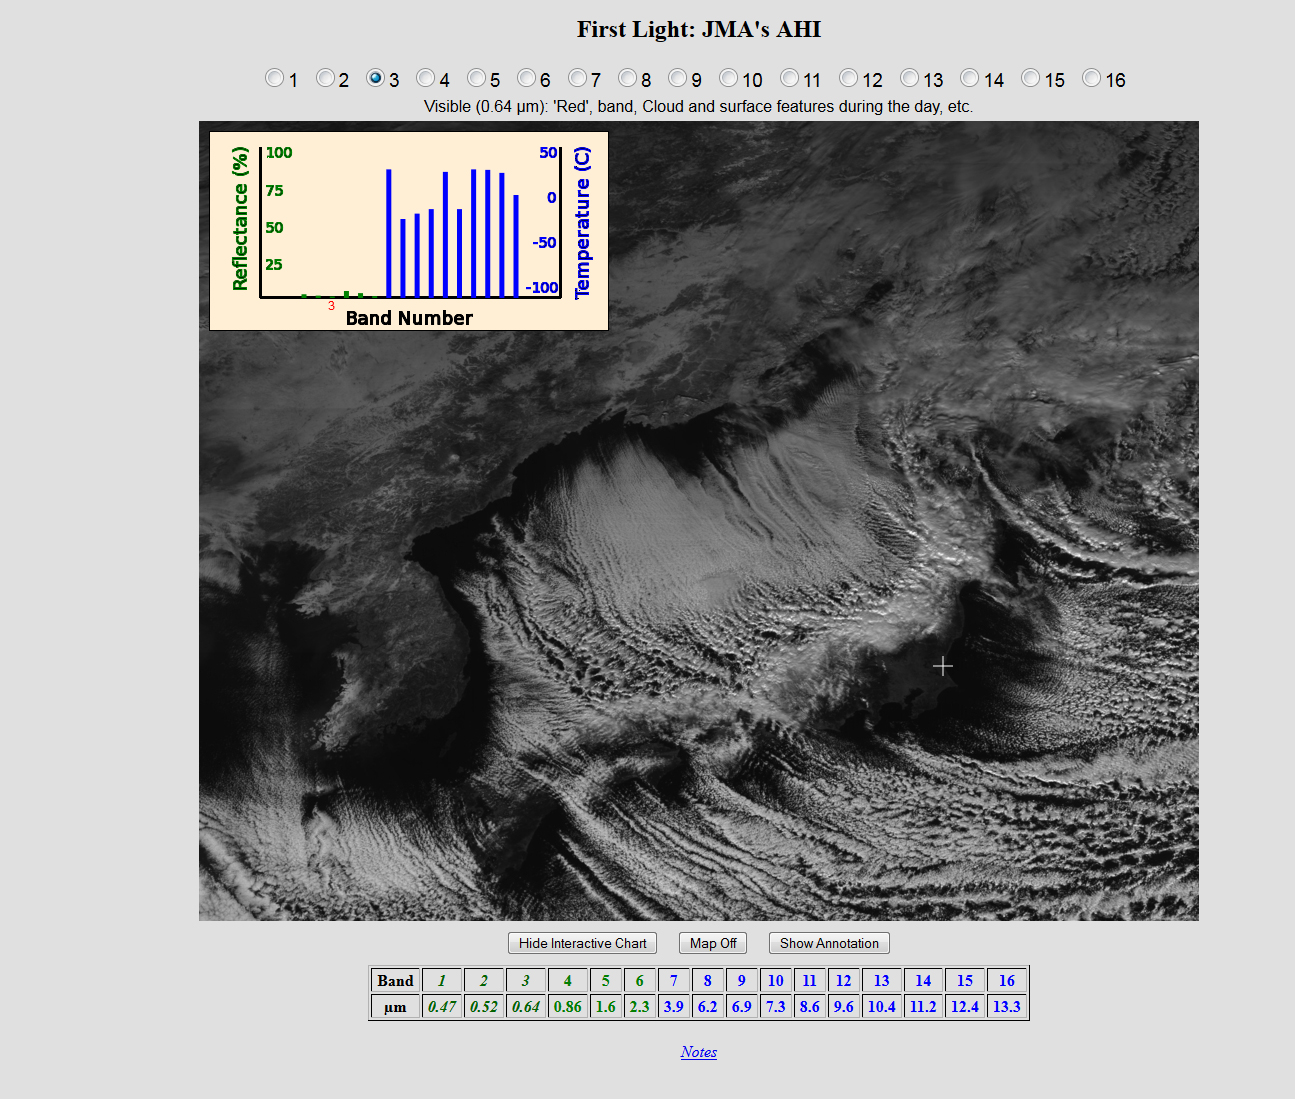 First Light: JMA's AHI
1 2 3 4 5 6 7 8 9 10 11 12 13 14 15 16
Visible (0.64 µm): 'Red', band, Cloud and surface features during the day, etc.
Reflectance (%)
100
75
50
25
50
0
-50
-100
Temperature (C)
3
Band Number
Hide Interactive Chart Map Off Show Annotation
Band 1 2 3 4 5 6 7 8 9 10 11 12 13 14 15 16
µm 0.47 0.52 0.64 0.86 1.6 2.3 3.9 6.2 6.9 7.3 8.6 9.6 10.4 11.2 12.4 13.3
Notes